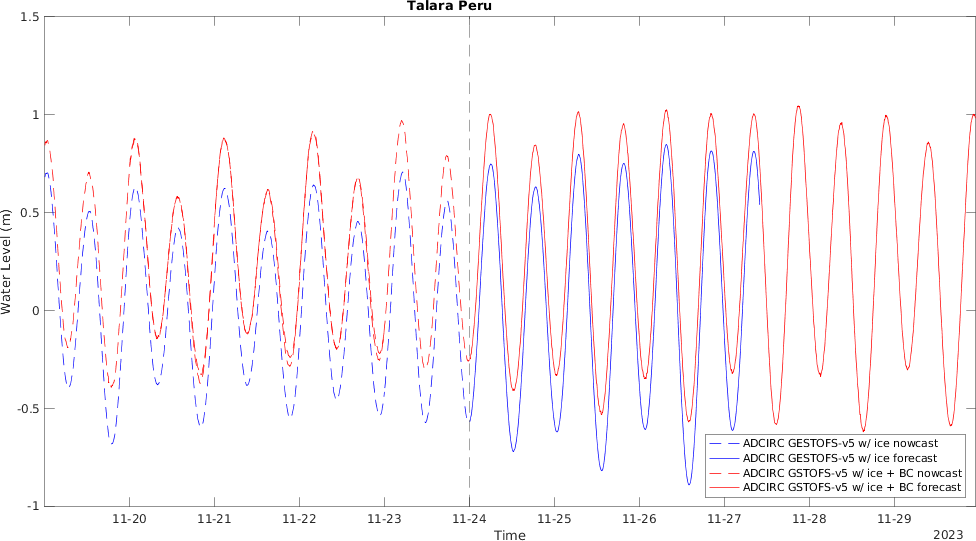 Talara Peru
1.5
1
0.5
0
-0.5
-1
Water Level (m)
11-20 11-21 11-22 11-23 11-24 11-25 11-26 11-27 11-28 11-29
Time
2023
ADCIRC GESTOFS-v5 w/ ice nowcast
ADCIRC GESTOFS-v5 w/ ice forecast
ADCIRC GSTOFS-v5 w/ ice + BC nowcast
ADCIRC GSTOFS-v5 w/ ice + BC forecast